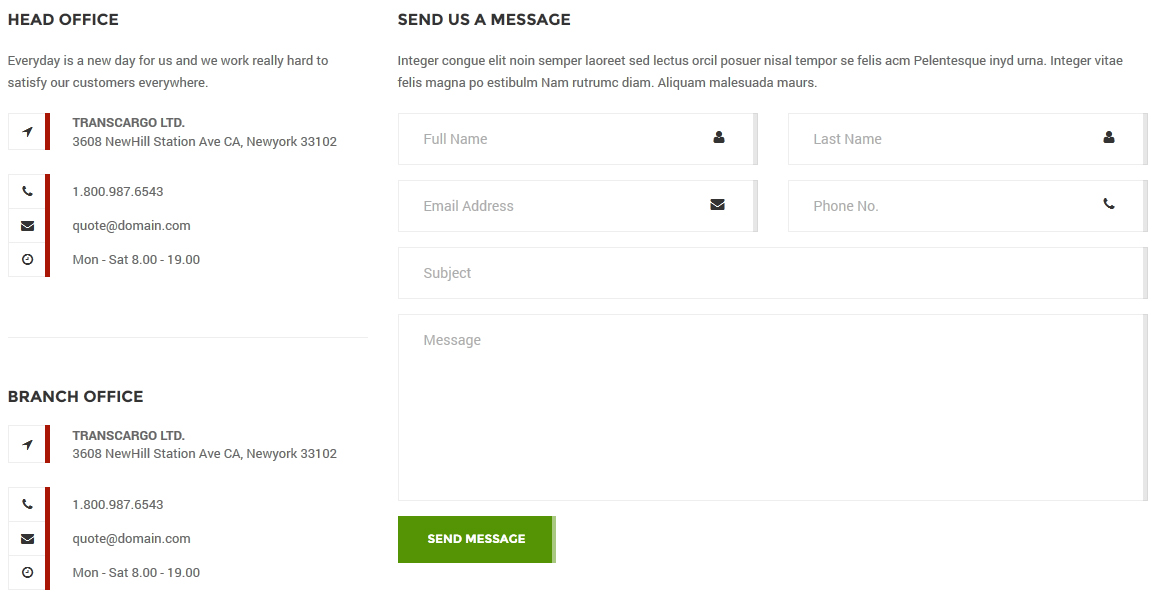 HEAD OFFICE
Everyday is a new day for us and we work really hard to
satisfy our customers everywhere.
TRANSCARGO LTD.
3608 NewHill Station Ave CA, Newyork 33102
1.800.987.6543
quote@domain.com
Mon - Sat 8.00 - 19.00
BRANCH OFFICE
TRANSCARGO LTD.
3608 NewHill Station Ave CA, Newyork 33102
1.800.987.6543
quote@domain.com
Mon - Sat 8.00 - 19.00
SEND US A MESSAGE
Integer congue elit noin semper laoreet sed lectus orcil posuer nisal tempor se felis acm Pelentesque inyd urna. Integer vitae
felis magna po estibulm Nam rutrumc diam. Aliquam malesuada maurs.
Full Name
Last Name
Email Address
Phone No.
Subject
Message
SEND MESSAGE